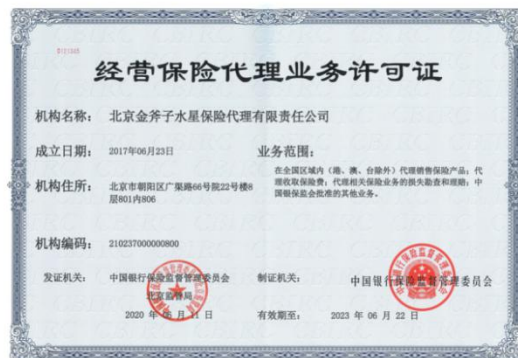 经营保险代理业务许可证
机构名称： 北京金斧子水星保险代理有限责任公司
成立日期： 2017年06月23日
业务范围：
在全国区域内（港、澳、台除外）代理销售保险产品；代
理收取保险费；代理相关保险业务的损失勘查和理赔；中
国银保监会批准的其他业务。
机构住所： 北京市朝阳区广渠路66号院22号楼8
层801内806
机构编码： 210237000000800
发证机关： 中国银行保险监督管理委员会
北京监管局
2020 年 05月 11 日
制证机关： 中国银行保险监督管理委员会
有效期至： 2023 年 06 月 22 日